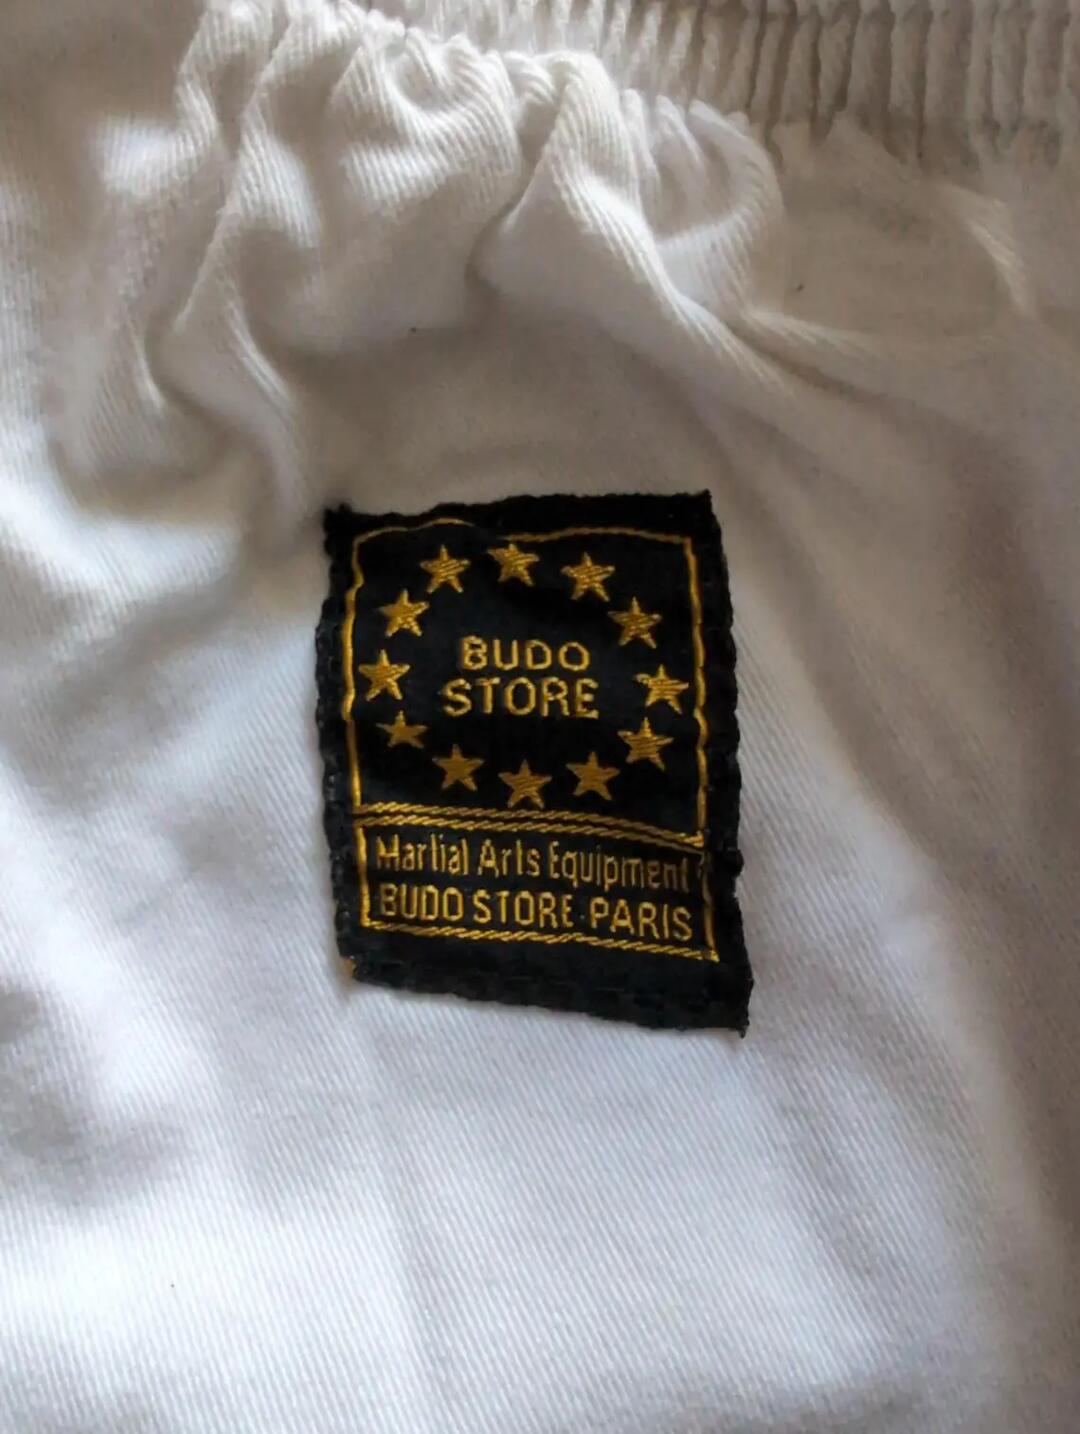 BUDO
STORE
Martial Arts Equipment
BUDO STORE-PARIS